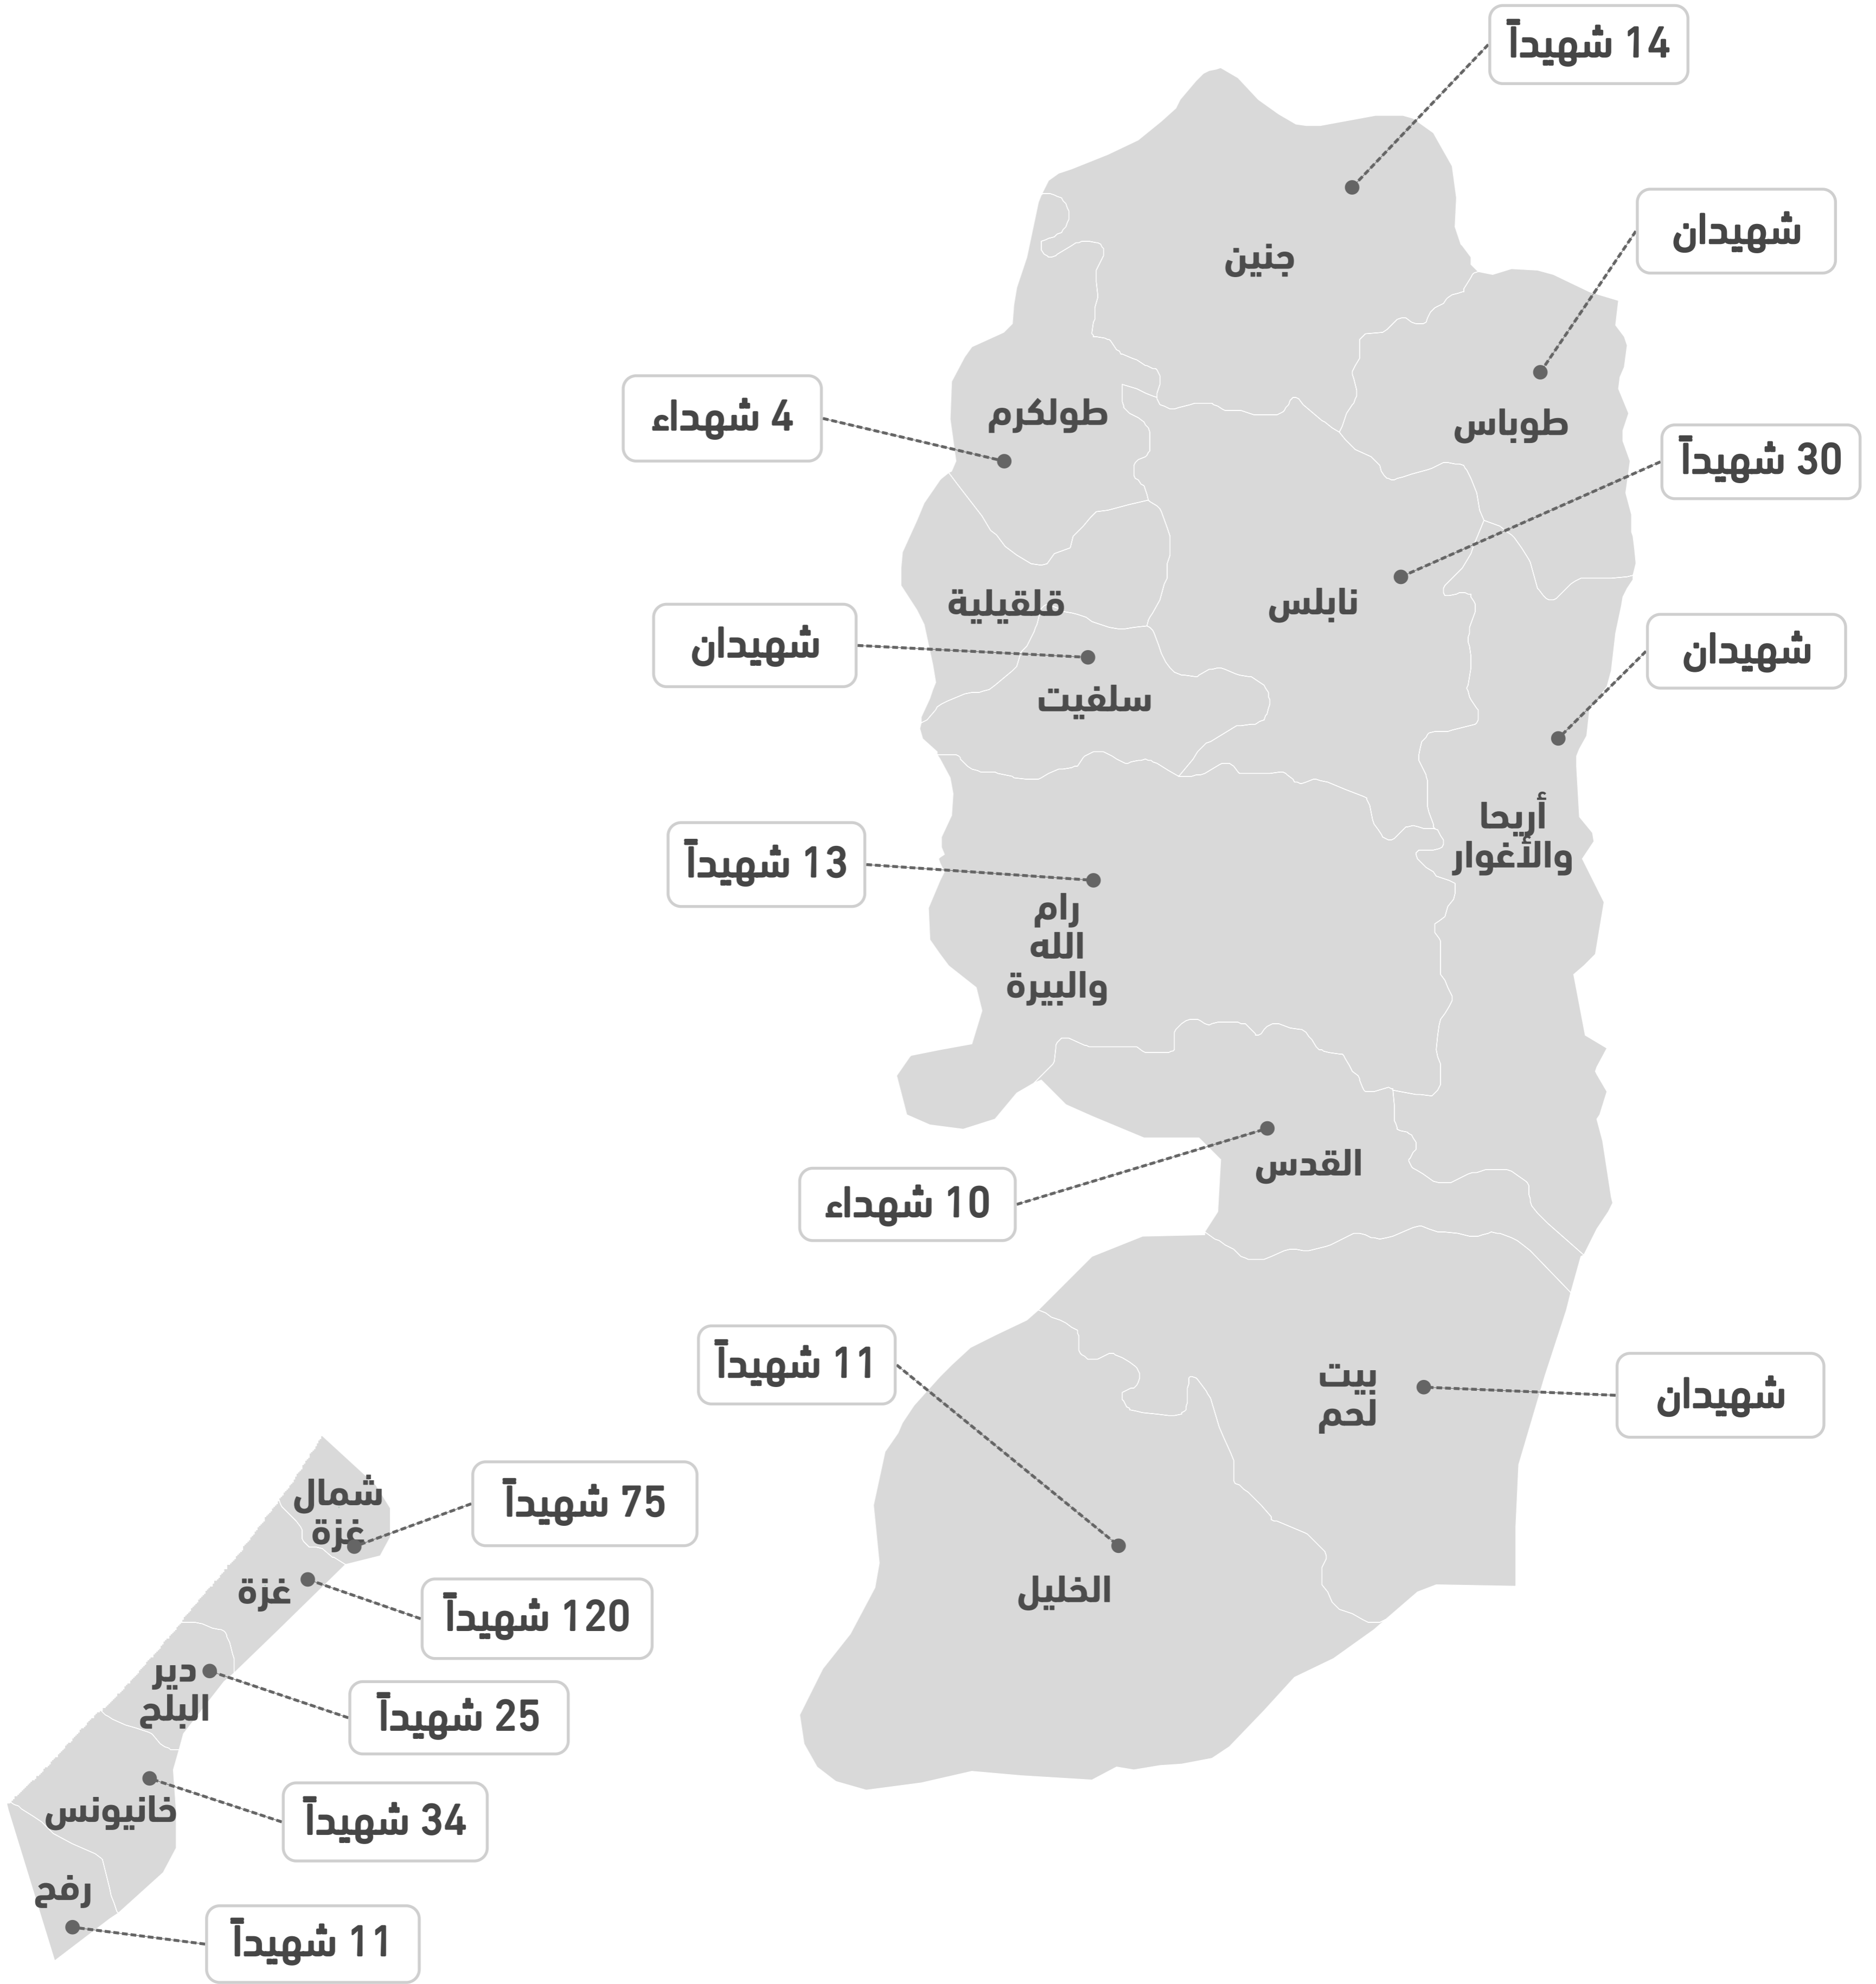 14 شهيداً
شهيدان
جنين
4 شهداء
طولكرم
طوباس
30 شهيداً
قلقيلية
نابلس
شهيدان
شهيدان
سلفيت
أريحا
والأغوار
13 شهيداً
رام
الله
والبيرة
القدس
10 شهداء
11 شهيداً
بيت
لحم
شهيدان
شمال
غزة
75 شهيداً
غزة
120 شهيداً
الخليل
دير
البلح
25 شهيداً
خانيونس
34 شهيداً
رفح
11 شهيداً